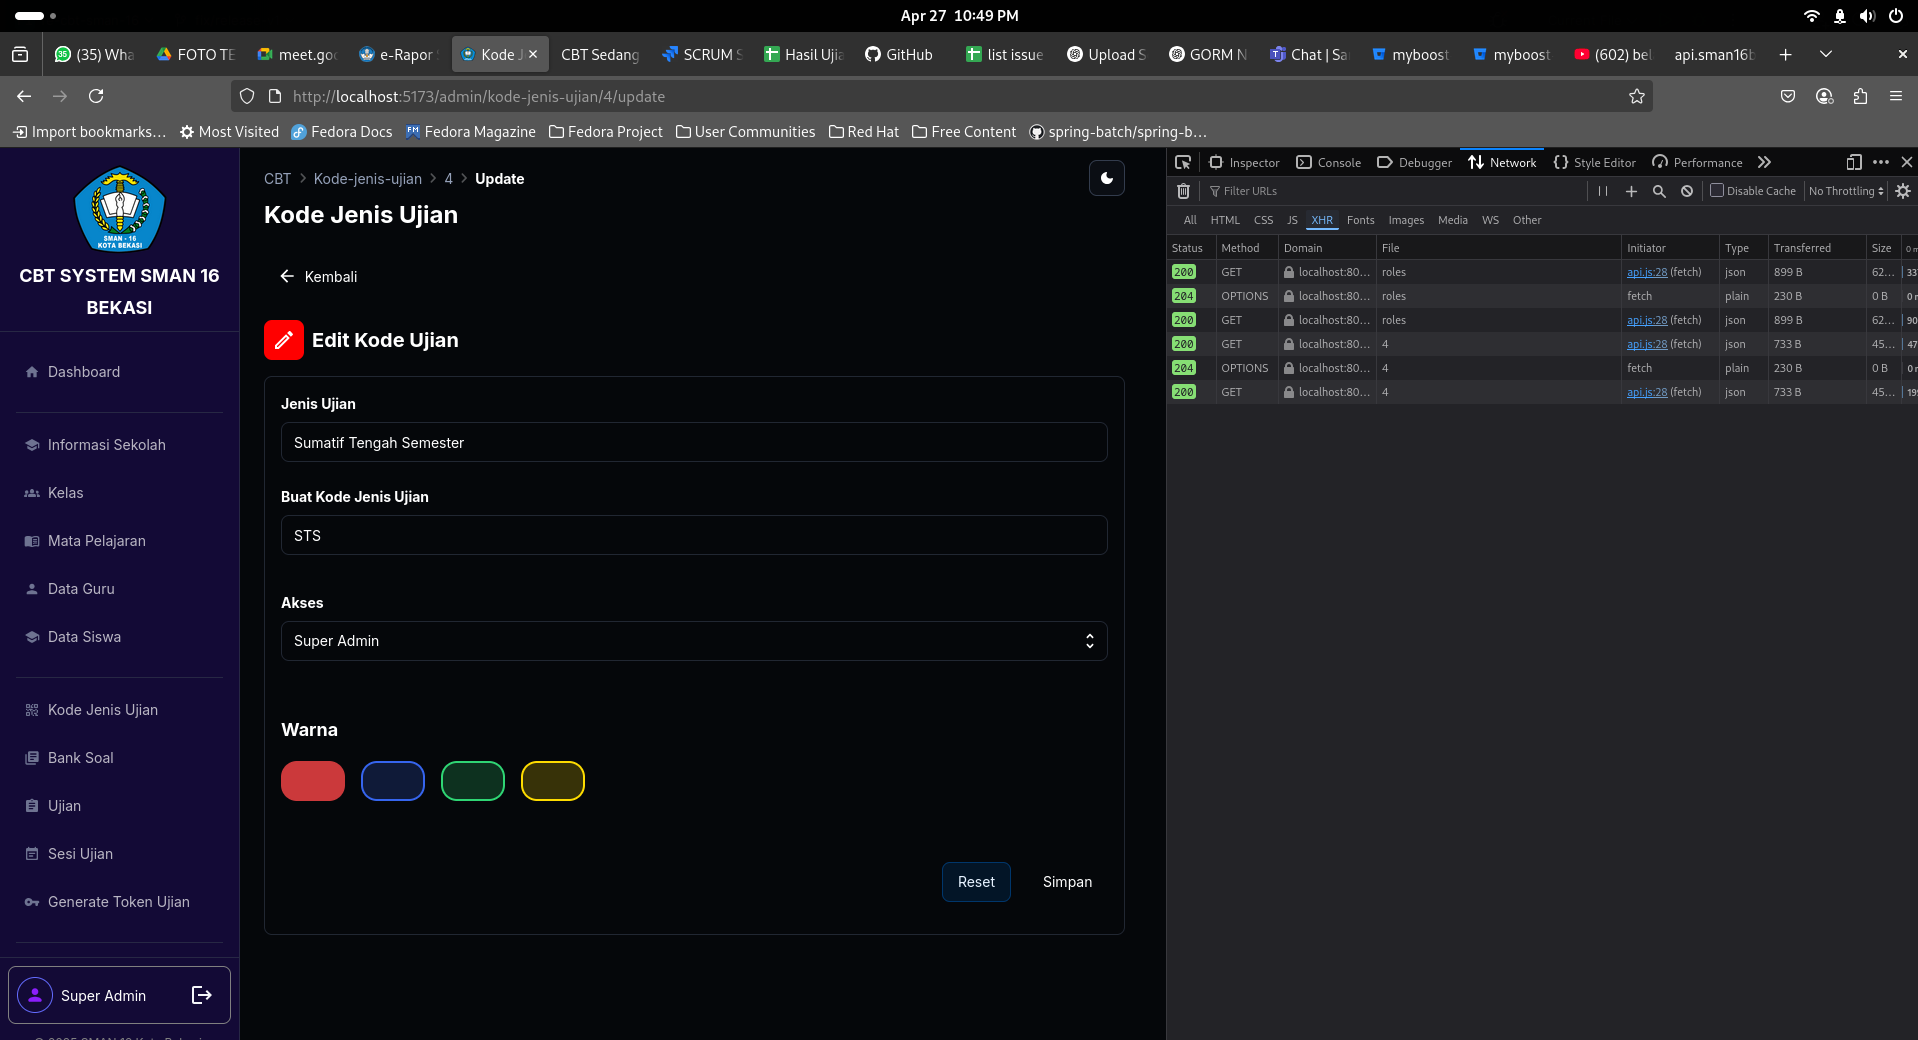 Apr 27 10:49 PM
(35) Wha
FOTO TE
meet.goo
e-Rapor
Kode J
CBT Sedang
SCRUM S
Hasil Ujia
GitHub
list issue
Upload S
GORM N
Chat | Sa
myboost
myboost
(602) bel
api.sman16b
http://localhost:5173/admin/kode-jenis-ujian/4/update
Import bookmarks...
Most Visited
Fedora Docs
Fedora Magazine
Fedora Project
User Communities
Red Hat
Free Content
spring-batch/spring-b...
SMAN - 16
KOTA BEKASI
CBT SYSTEM SMAN 16
BEKASI
Dashboard
Informasi Sekolah
Kelas
Mata Pelajaran
Data Guru
Data Siswa
Kode Jenis Ujian
Bank Soal
Ujian
Sesi Ujian
Generate Token Ujian
Super Admin
CBT > Kode-jenis-ujian > 4 > Update
Kode Jenis Ujian
Kembali
Edit Kode Ujian
Jenis Ujian
Sumatif Tengah Semester
Buat Kode Jenis Ujian
STS
Akses
Super Admin
Warna
Reset
Simpan
Inspector
Console
Debugger
Network
Style Editor
Performance
Filter URLs
Disable Cache
No Throttling
All HTML CSS JS XHR Fonts Images Media WS Other
Status Method Domain File Initiator Type Transferred Size
200 GET localhost:80... roles api.js:28 (fetch) json 899 B 62...
204 OPTIONS localhost:80... roles fetch plain 230 B 0 B
200 GET localhost:80... roles api.js:28 (fetch) json 899 B 62...
200 GET localhost:80... 4 api.js:28 (fetch) json 733 B 45...
204 OPTIONS localhost:80... 4 fetch plain 230 B 0 B
200 GET localhost:80... 4 api.js:28 (fetch) json 733 B 45...